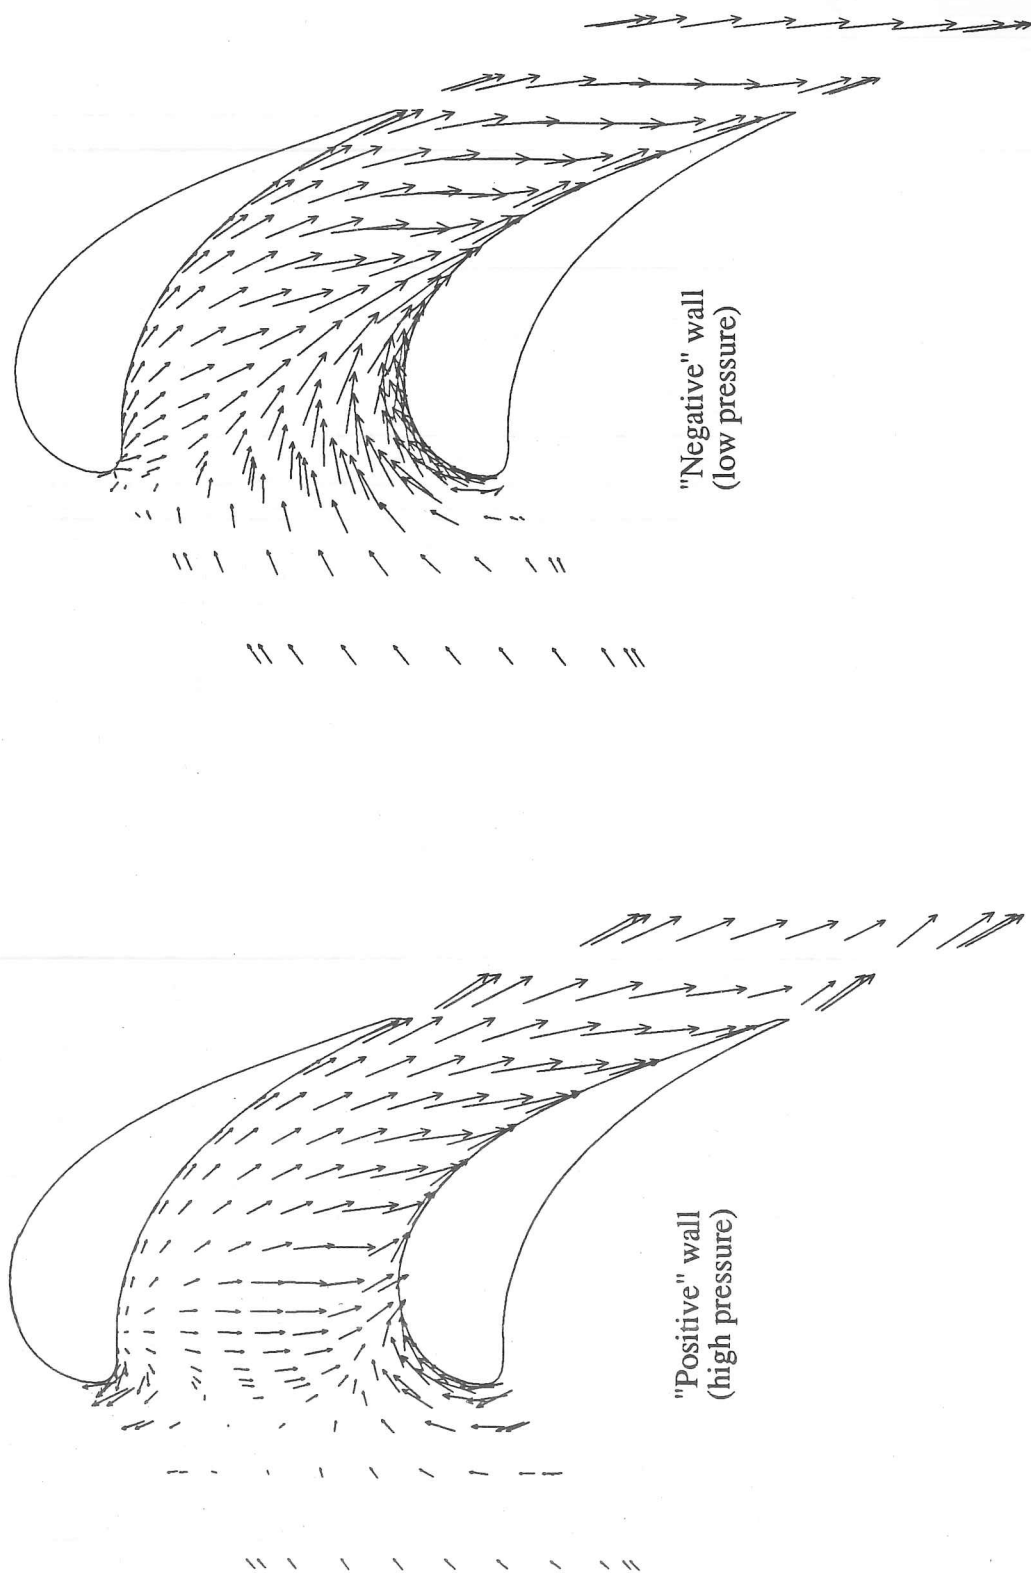 "Negative" wall
(low pressure)
"Positive" wall
(high pressure)